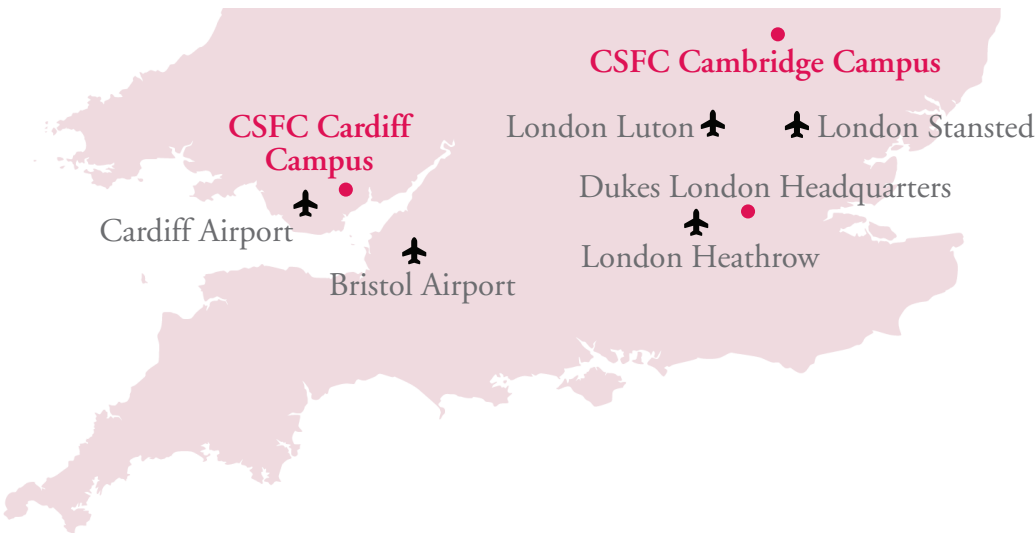 CSFC Cambridge Campus
CSFC Cardiff
Campus
London Luton
London Stansted
Dukes London Headquarters
Cardiff Airport
London Heathrow
Bristol Airport